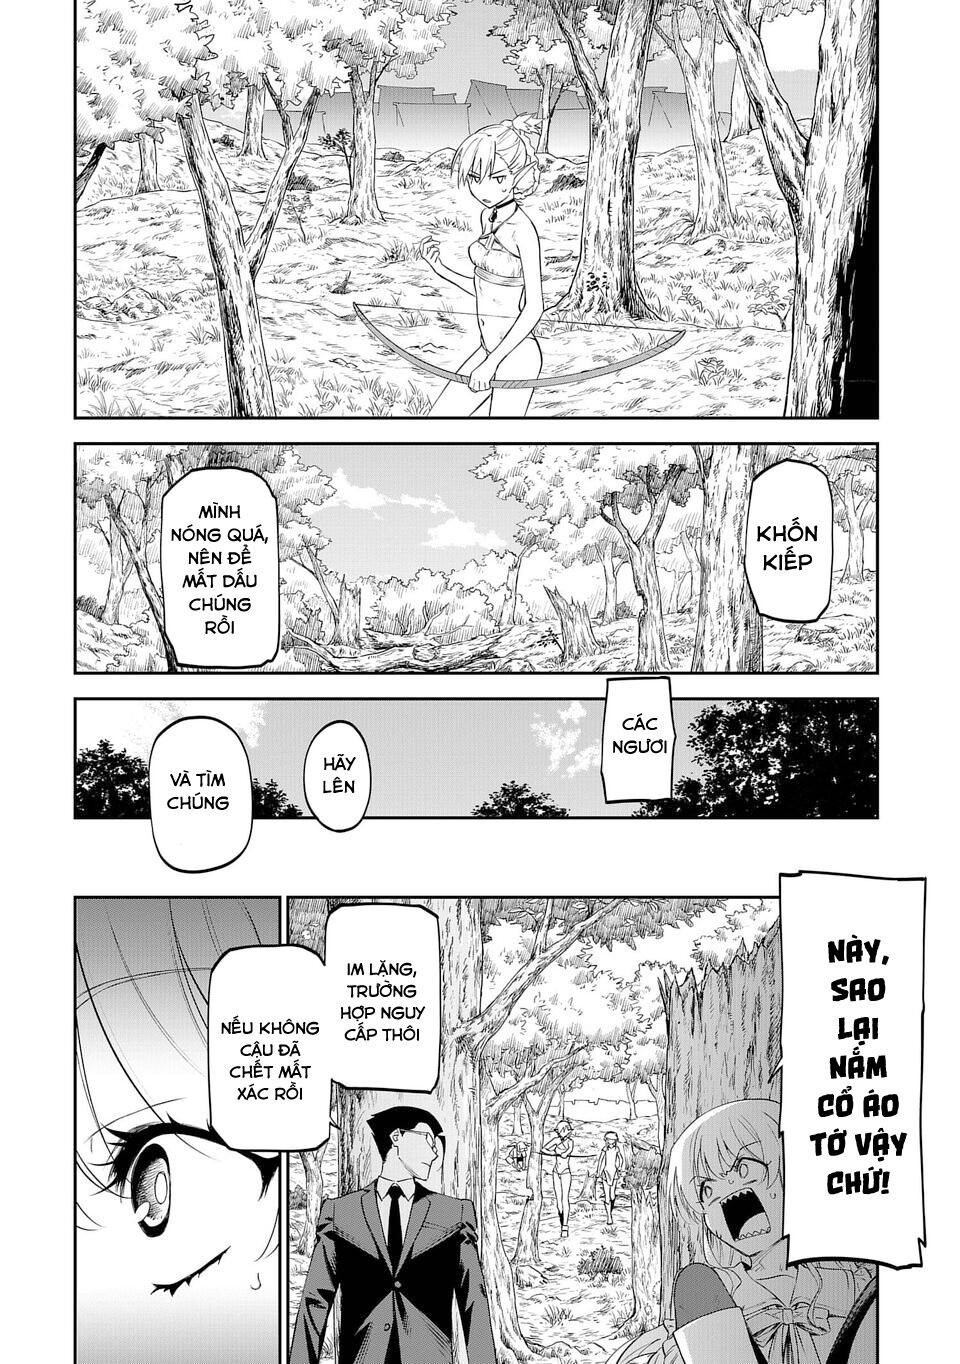 KHỐN
KIẾP
MÌNH
NÓNG QUÁ,
NÊN ĐỂ
MẤT DẤU
CHÚNG
RỒI
CÁC
NGƯƠI
HÃY
LÊN
VÀ TÌM
CHÚNG
NÀY,
SAO
LẠI
NẮM
CỔ ÁO
TỚ VẬY
CHỨ!
IM LẶNG,
TRƯỜNG
HỢP NGUY
CẤP THÔI
NẾU KHÔNG
CẬU ĐÃ
CHẾT MẤT
XÁC RỒI